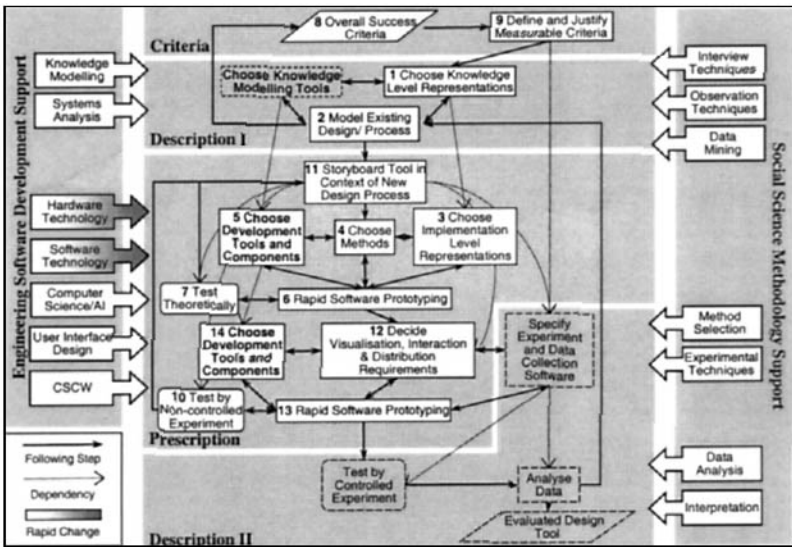 8 Overall Success
Criteria
9 Define and Justify
Measurable Criteria
Criteria
Choose Knowledge
Modelling Tools
1 Choose Knowledge
Level Representations
2 Model Existing
Design/ Process
Description I
11 Storyboard Tool in
Context of New
Design Process
5 Choose
Development
Tools and
Components
4 Choose
Methods
3 Choose
Implementation
Level
Representations
7 Test
Theoretically
6 Rapid Software Prototyping
14 Choose
Development
Tools and
Components
12 Decide
Visualisation, Interaction
& Distribution
Requirements
Specify
Experiment
and Data
Collection
Software
10 Test by
Non-controlled
Experiment
13 Rapid Software Prototyping
Prescription
Test by
Controlled
Experiment
Analyse
Data
Evaluated Design
Tool
Description II
Engineering Software Development Support
Knowledge
Modelling
Systems
Analysis
Hardware
Technology
Software
Technology
Computer
Science/AI
User Interface
Design
CSCW
Following Step
Dependency
Rapid Change
Social Science Methodology Support
Interview
Techniques
Observation
Techniques
Data
Mining
Method
Selection
Experimental
Techniques
Data
Analysis
Interpretation